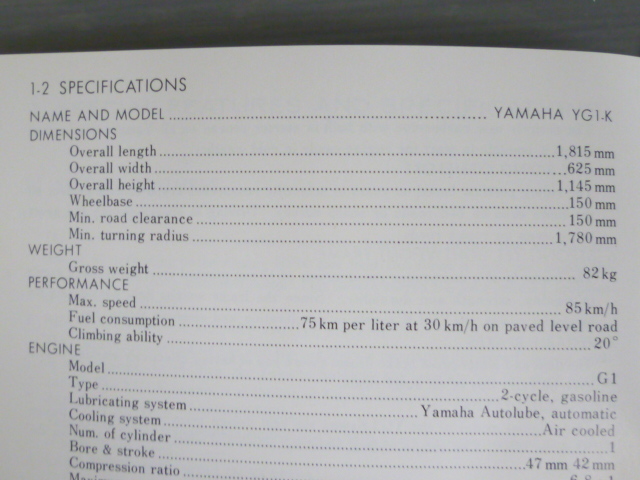 1-2 SPECIFICATIONS
NAME AND MODEL ........ YAMAHA YG1-K
DIMENSIONS
Overall length ........ 1,815 mm
Overall width ........ 625 mm
Overall height ........ 1,145 mm
Wheelbase ........ 150 mm
Min. road clearance ........ 150 mm
Min. turning radius ........ 1,780 mm
WEIGHT
Gross weight ........ 82 kg
PERFORMANCE
Max. speed ........ 85 km/h
Fuel consumption ........ 75 km per liter at 30 km/h on paved level road
Climbing ability ........ 20°
ENGINE
Model ........ G1
Type ........ 2-cycle, gasoline
Lubricating system ........ Yamaha Autolube, automatic
Cooling system ........ Air cooled
Num. of cylinder ........ 1
Bore & stroke ........ 47 mm 42 mm
Compression ratio ........